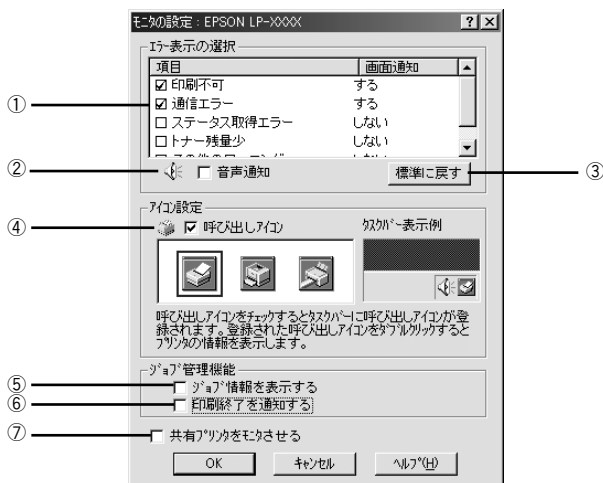 モニタの設定：EPSON LP-XXXX
エラー表示の選択
項目 画面通知
印刷不可 する
① 通信エラー する
ステータス取得エラー しない
トナー残量少 しない
② 音声通知 標準に戻す ③
アイコン設定
④ 呼び出しアイコン タスクバー表示例
呼び出しアイコンをチェックするとタスクバーに呼び出しアイコンが登
録されます。登録された呼び出しアイコンをダブルクリックすると
プリンタの情報を表示します。
ジョブ管理機能
⑤ ジョブ情報を表示する
⑥ 印刷終了を通知する
⑦ 共有プリンタをモニタさせる
OK キャンセル ヘルプ(H)